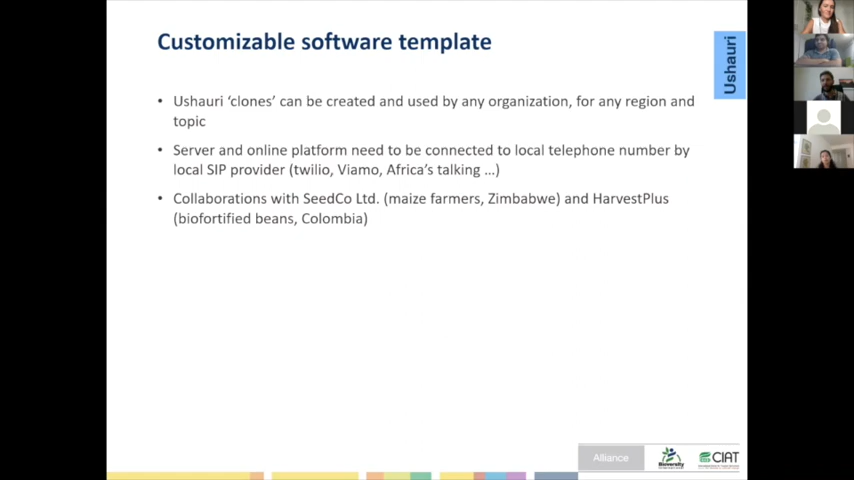 Customizable software template
Ushauri
• Ushauri ‘clones’ can be created and used by any organization, for any region and
topic
• Server and online platform need to be connected to local telephone number by
local SIP provider (twilio, Viamo, Africa’s talking …)
• Collaborations with SeedCo Ltd. (maize farmers, Zimbabwe) and HarvestPlus
(biofortified beans, Colombia)
Alliance
Bioversity
CIAT